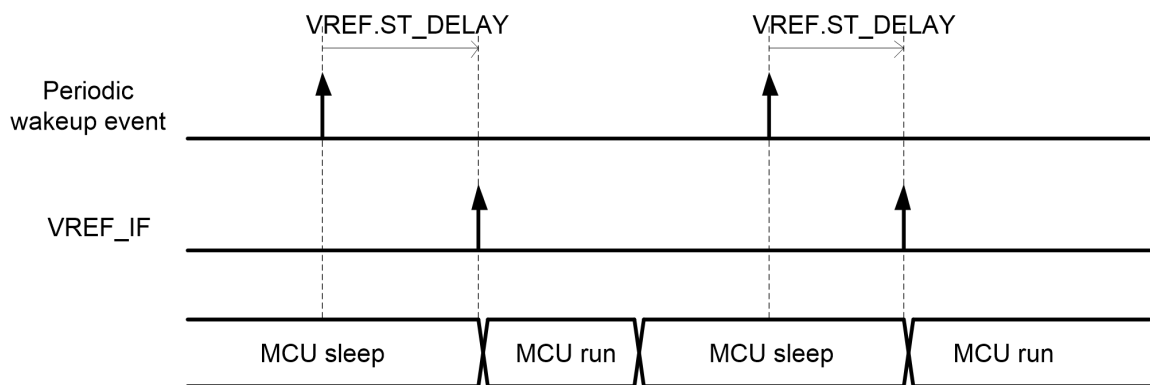 VREF.ST_DELAY
VREF.ST_DELAY
Periodic
wakeup event
VREF_IF
MCU sleep
MCU run
MCU sleep
MCU run